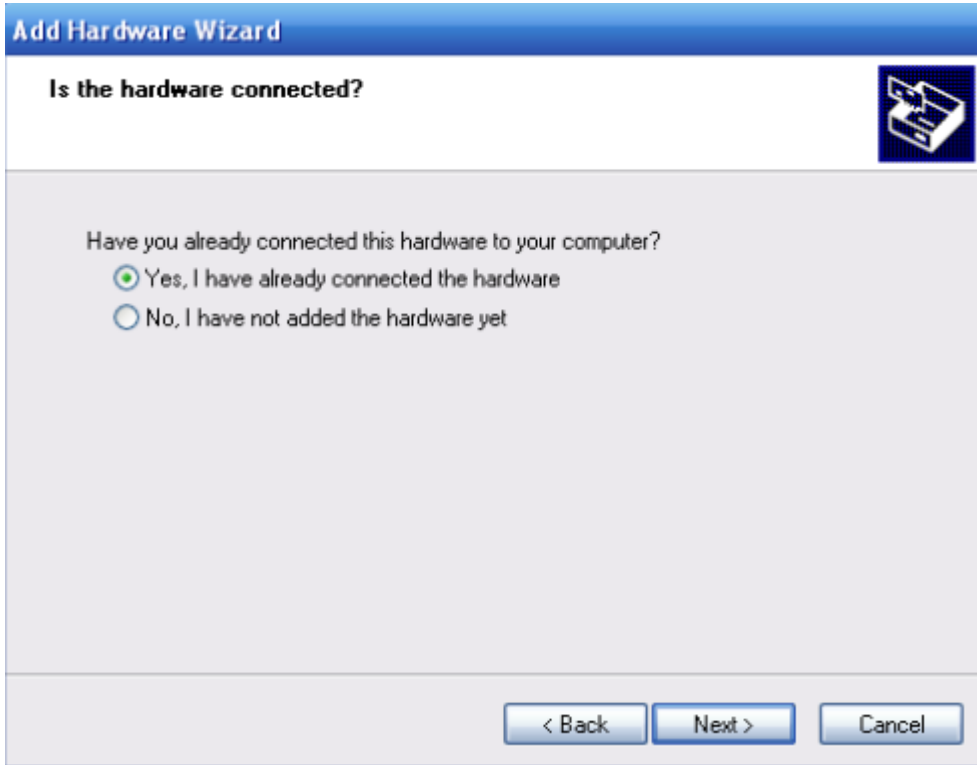 Add Hardware Wizard
Is the hardware connected?
Have you already connected this hardware to your computer?
Yes, I have already connected the hardware
No, I have not added the hardware yet
< Back Next > Cancel